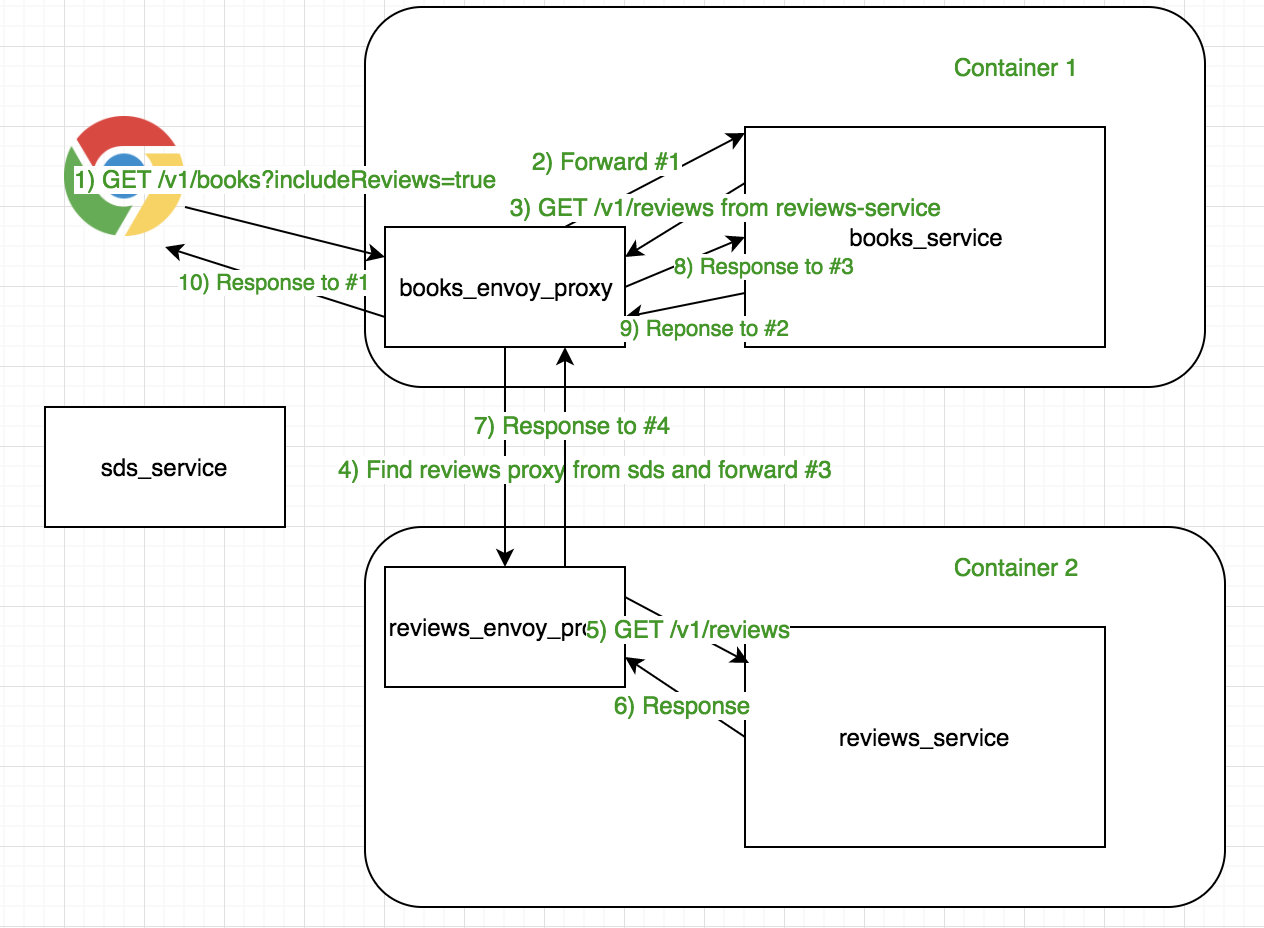 Container 1
1) GET /v1/books?includeReviews=true
2) Forward #1
3) GET /v1/reviews from reviews-service
books_service
8) Response to #3
10) Response to #1
books_envoy_proxy
9) Reponse to #2
7) Response to #4
4) Find reviews proxy from sds and forward #3
sds_service
Container 2
reviews_envoy_pro
5) GET /v1/reviews
6) Response
reviews_service